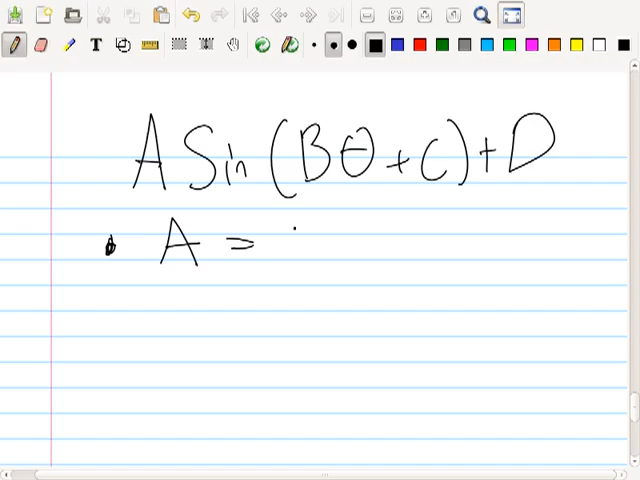 A Sin (Bθ + C) + D
• A =